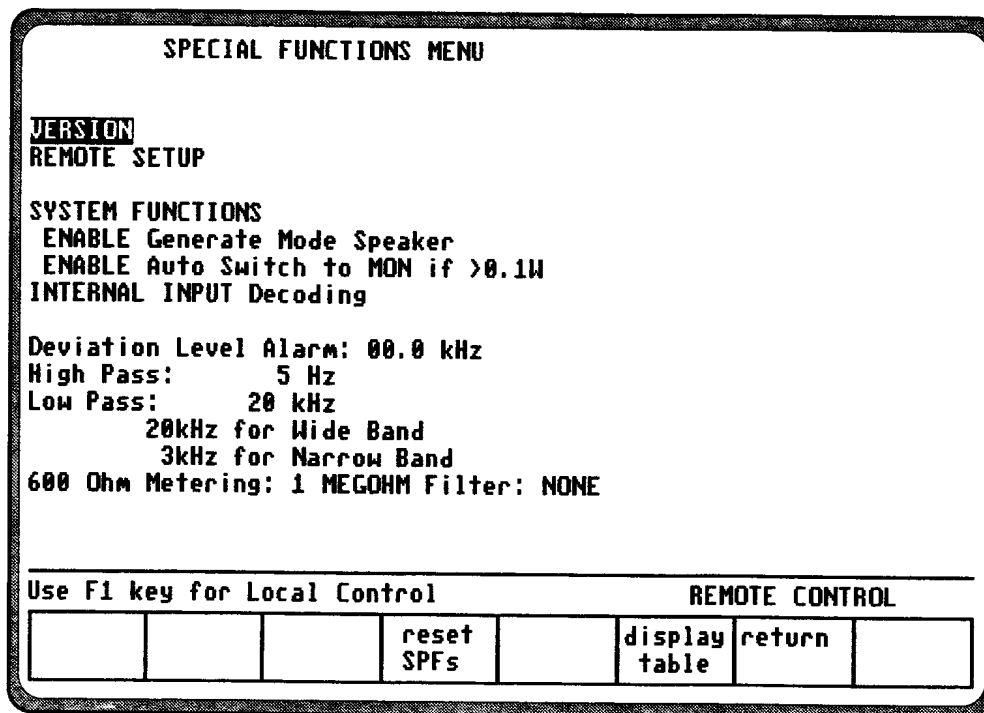 SPECIAL FUNCTIONS MENU
VERSION
REMOTE SETUP
SYSTEM FUNCTIONS
ENABLE Generate Mode Speaker
ENABLE Auto Switch to MON if >0.1W
INTERNAL INPUT Decoding
Deviation Level Alarm: 00.0 kHz
High Pass: 5 Hz
Low Pass: 20 kHz
20kHz for Wide Band
3kHz for Narrow Band
600 Ohm Metering: 1 MEGOHM Filter: NONE
Use F1 key for Local Control REMOTE CONTROL
reset display return
SPFs table